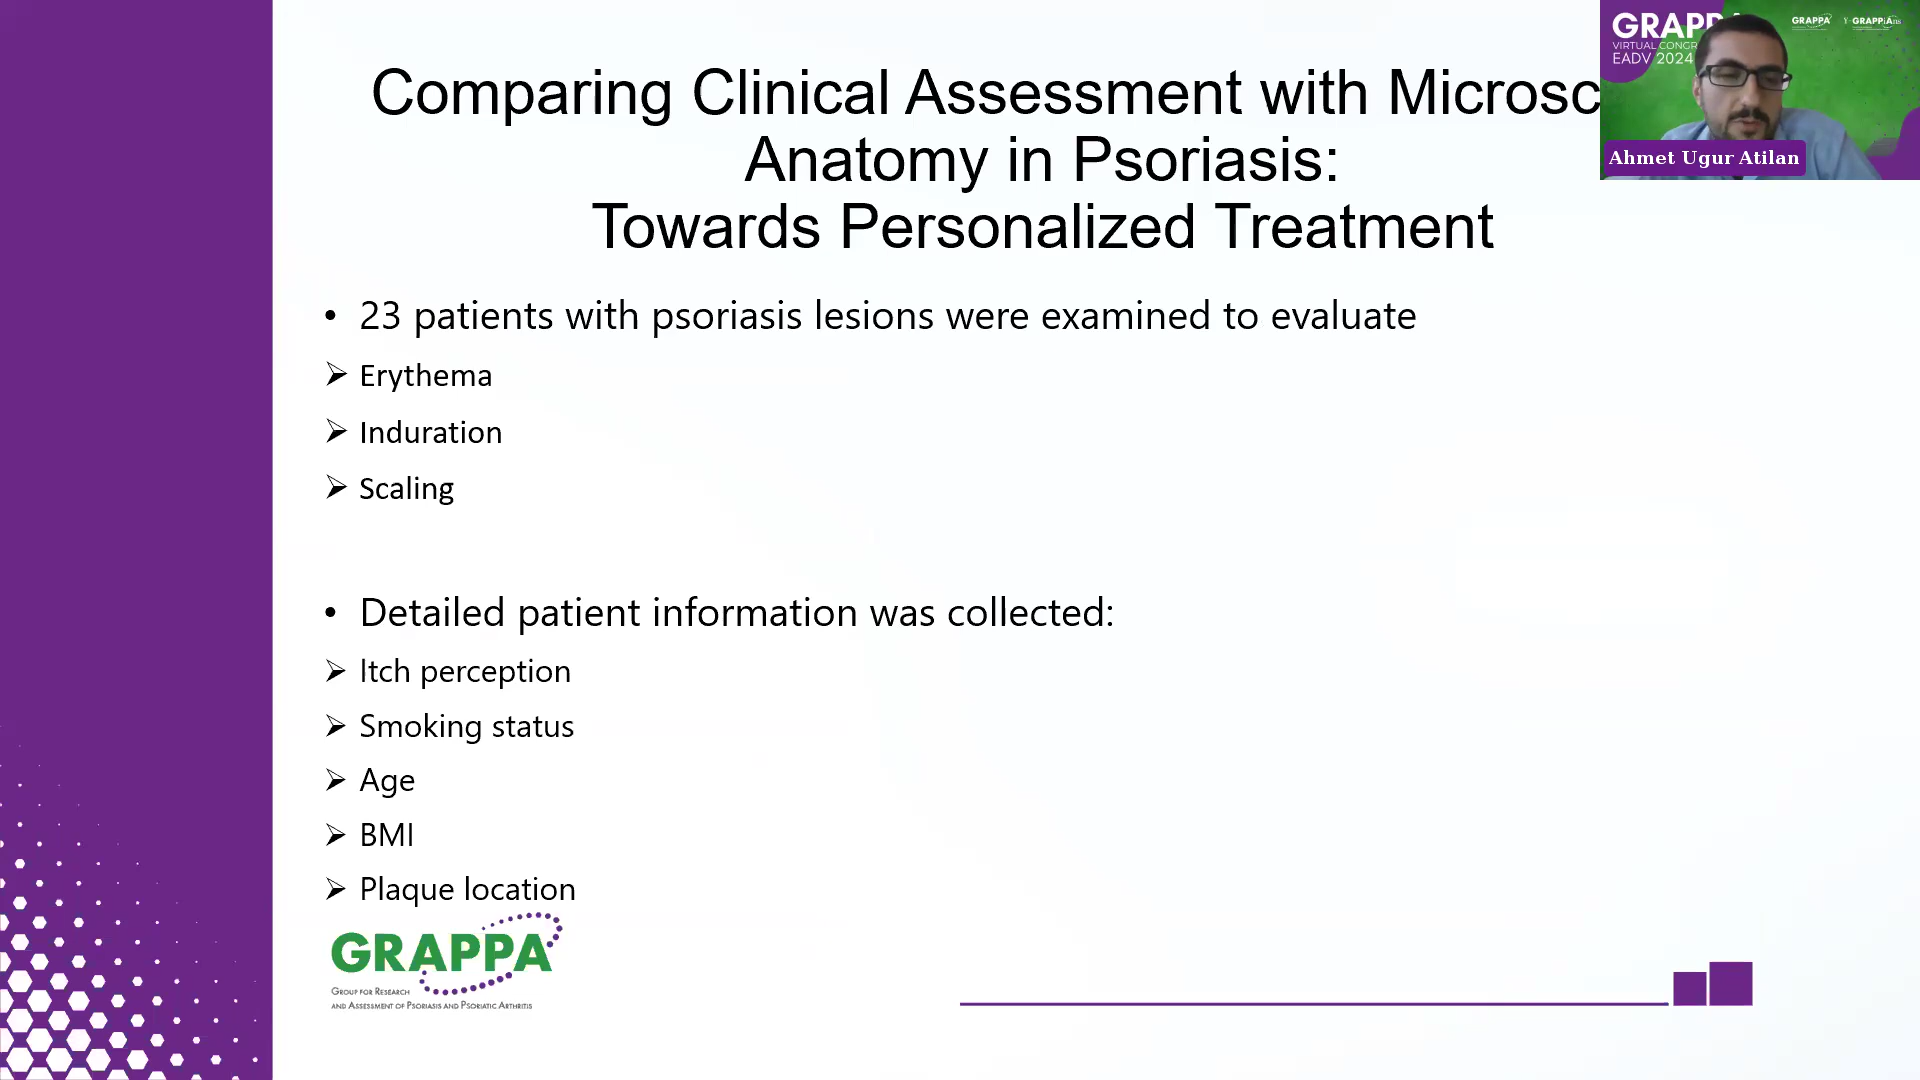 Comparing Clinical Assessment with Microsc
Anatomy in Psoriasis:
Towards Personalized Treatment
• 23 patients with psoriasis lesions were examined to evaluate
➢ Erythema
➢ Induration
➢ Scaling
• Detailed patient information was collected:
➢ Itch perception
➢ Smoking status
➢ Age
➢ BMI
➢ Plaque location
GRAPPA
GROUP FOR RESEARCH
AND ASSESSMENT OF PSORIASIS AND PSORIATIC ARTHRITIS
GRAPP
VIRTUAL CONGR
EADV 2024
GRAPPA
Y-GRAPPAns
Ahmet Ugur Atilan